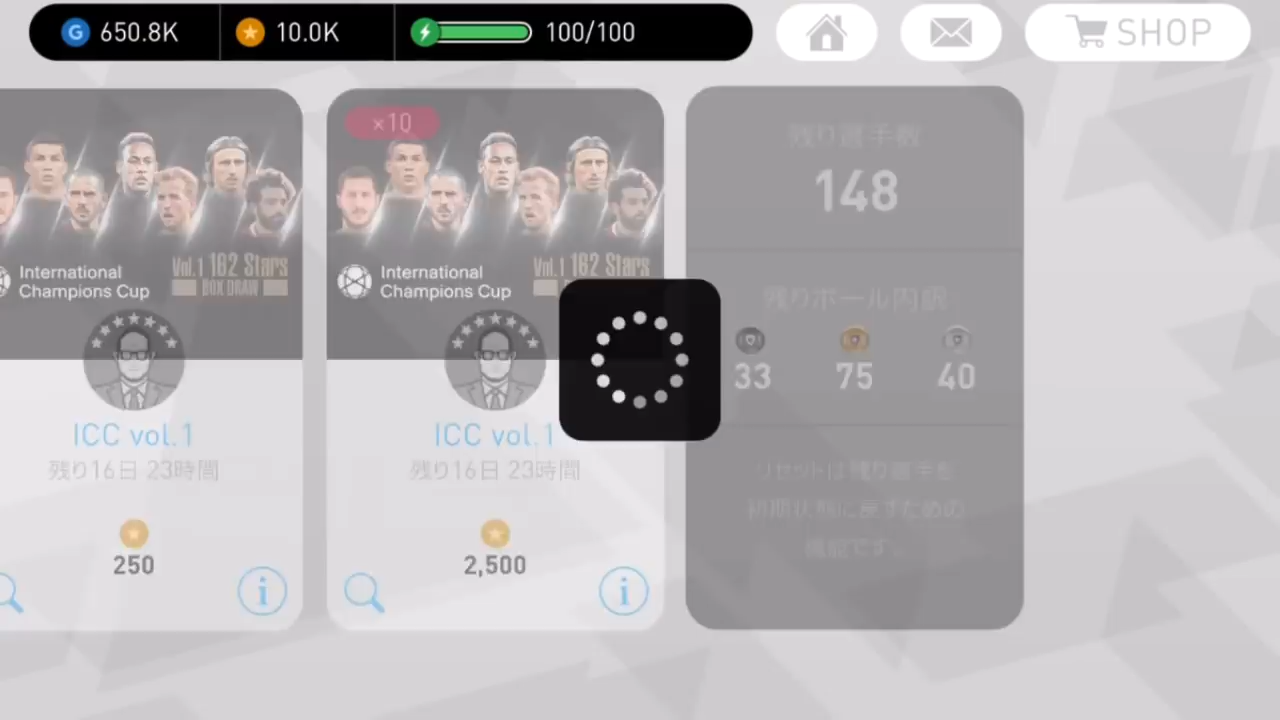 650.8K
10.0K
100/100
SHOP
International
Champions Cup
Vol.1 162 Stars
BOX DRAW
ICC vol.1
残り16日 23時間
250
×10
International
Champions Cup
Vol.1 162 Stars
ICC vol.1
残り16日 23時間
2,500
残り選手数
148
残りボール内訳
33
75
40
リセットは残り選手を
初期状態に戻すための
機能です。